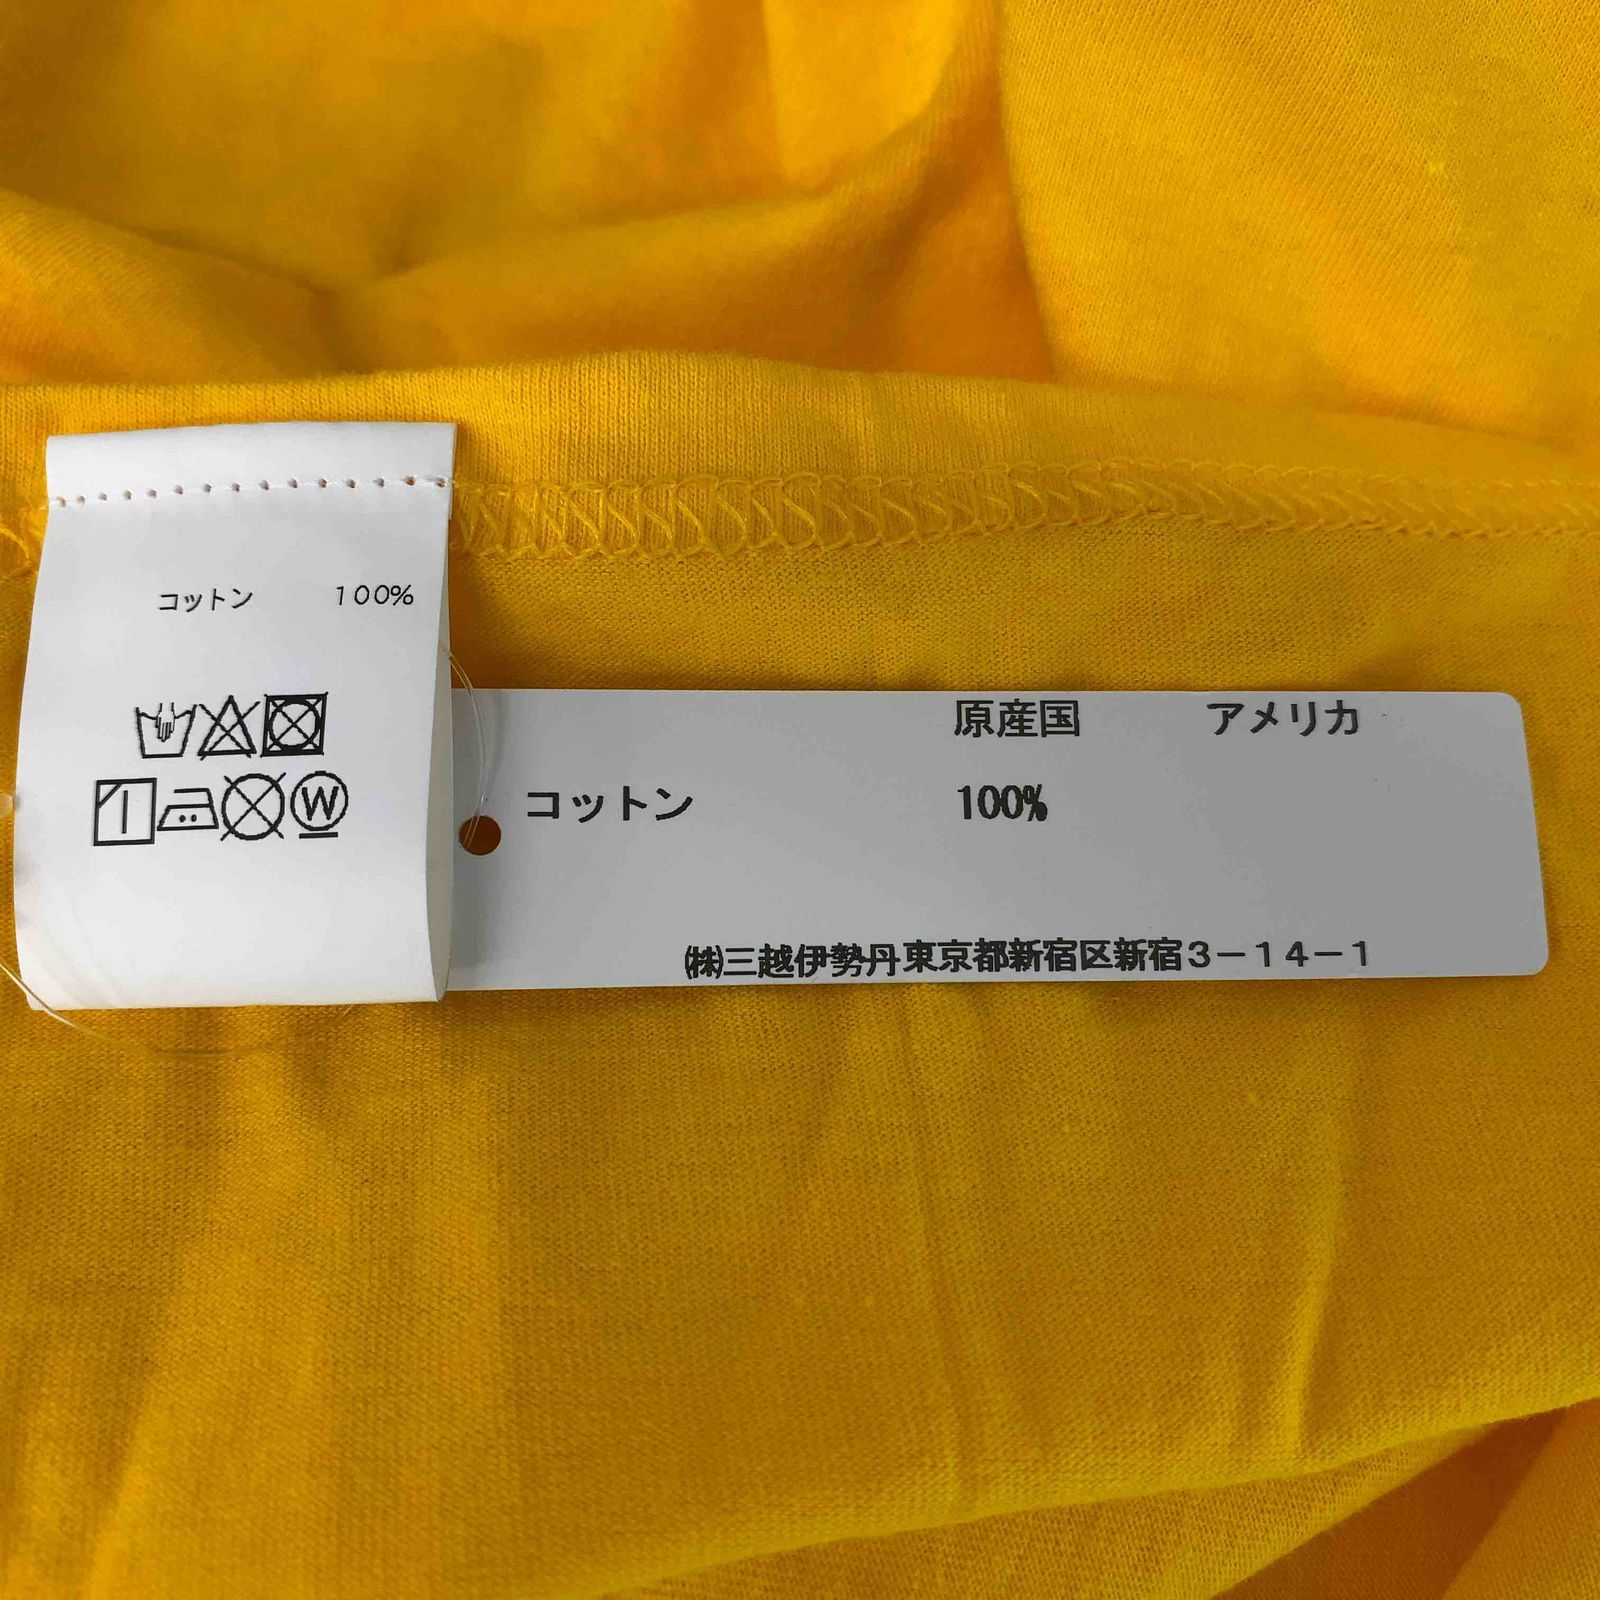 コットン 100%
W
原産国 アメリカ
コットン 100%
㈱三越伊勢丹東京都新宿区新宿3-14-1